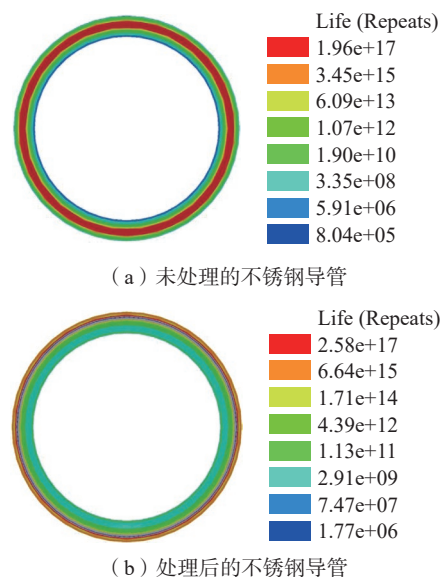 Life (Repeats)
1.96e+17
3.45e+15
6.09e+13
1.07e+12
1.90e+10
3.35e+08
5.91e+06
8.04e+05
（a）未处理的不锈钢导管
Life (Repeats)
2.58e+17
6.64e+15
1.71e+14
4.39e+12
1.13e+11
2.91e+09
7.47e+07
1.77e+06
（b）处理后的不锈钢导管